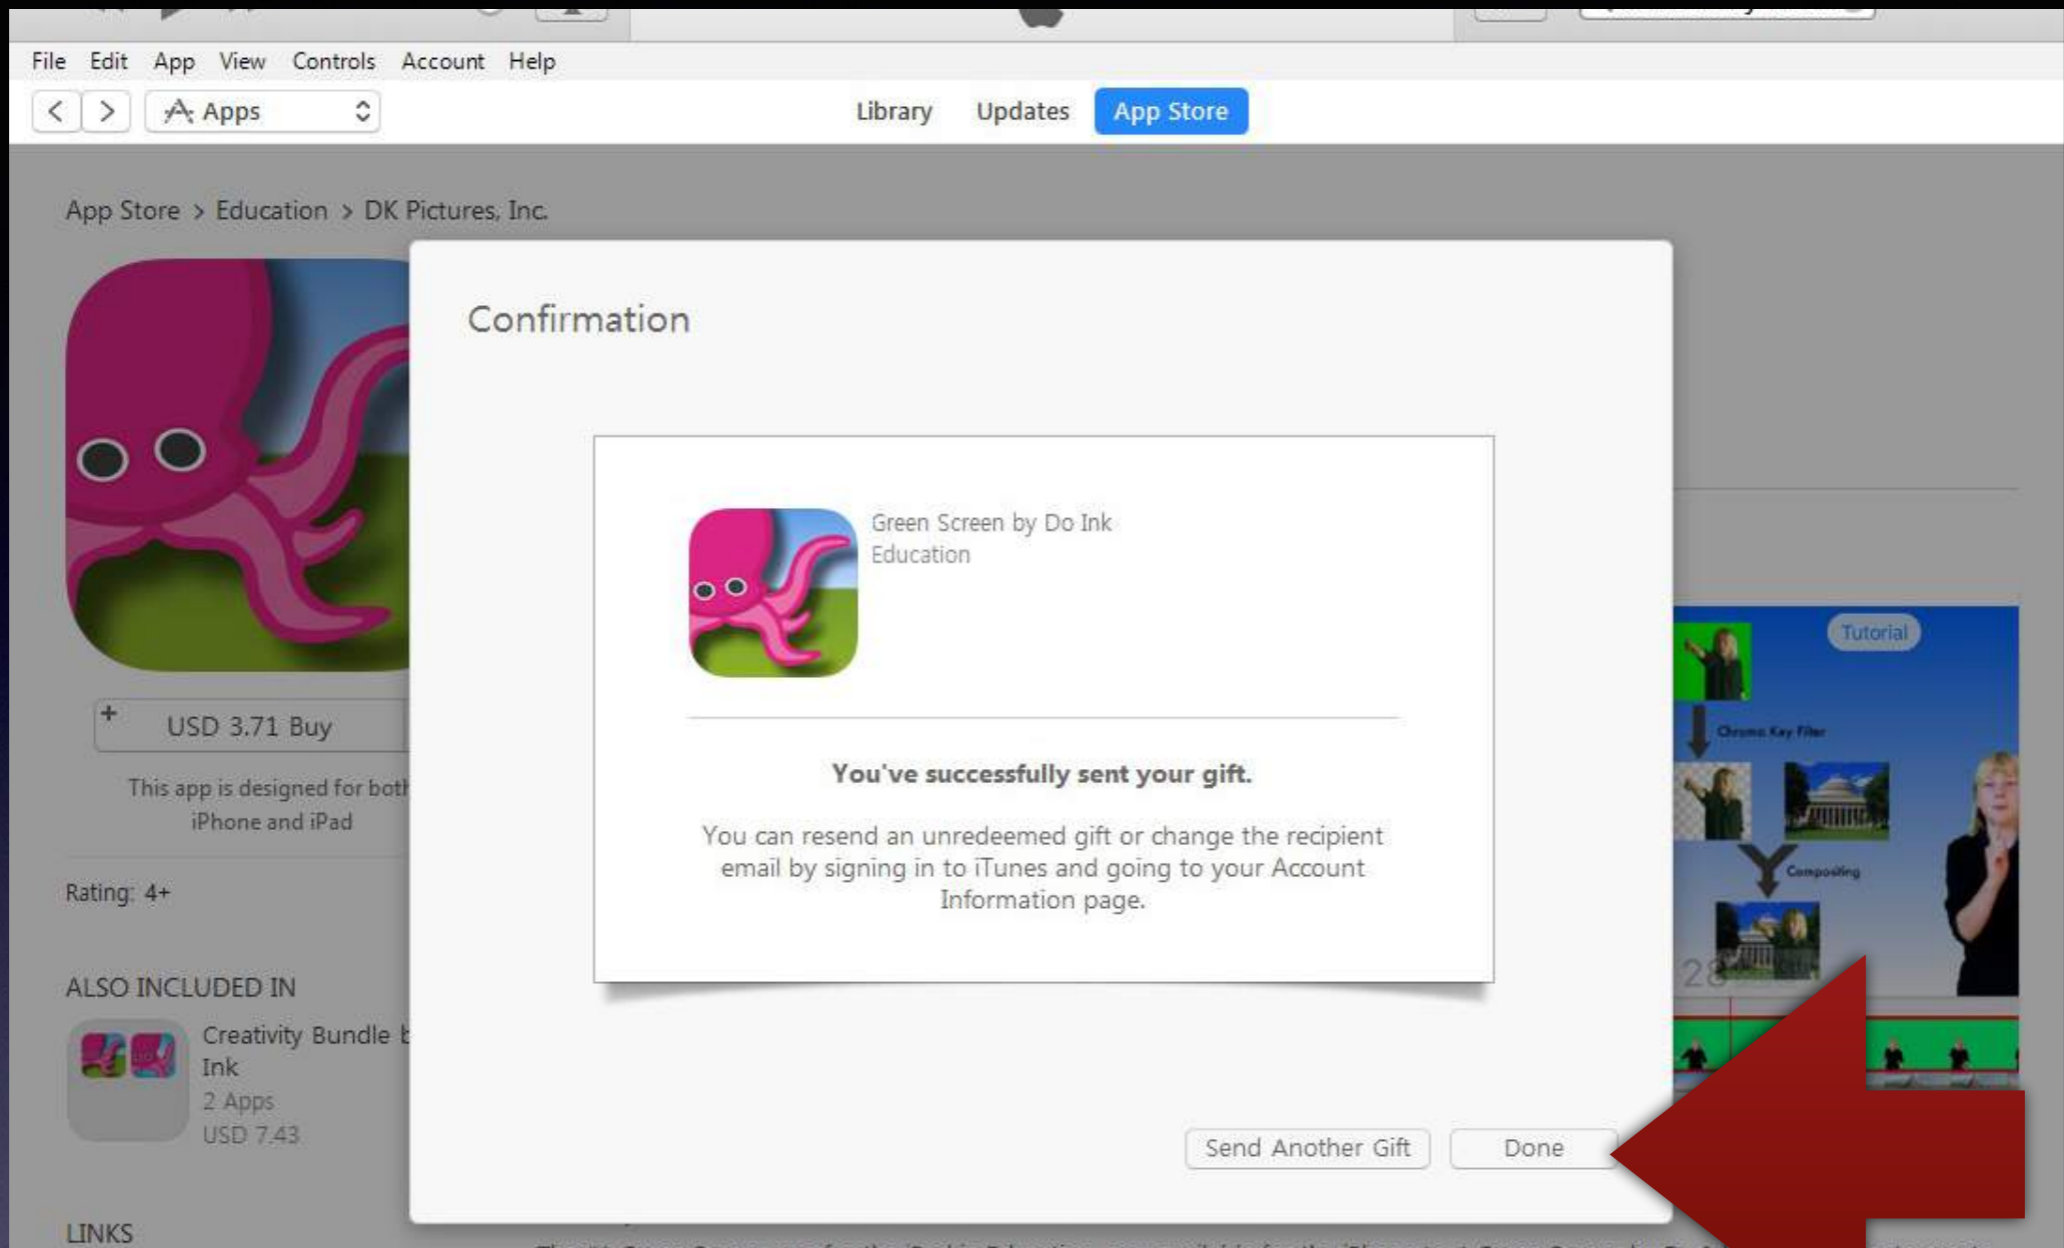 File Edit App View Controls Account Help
Apps
Library Updates App Store
App Store > Education > DK Pictures, Inc.
Confirmation
Green Screen by Do Ink
Education
You've successfully sent your gift.
You can resend an unredeemed gift or change the recipient
email by signing in to iTunes and going to your Account
Information page.
Send Another Gift
Done
+ USD 3.71 Buy
This app is designed for both
iPhone and iPad
Rating: 4+
ALSO INCLUDED IN
Creativity Bundle
Ink
2 Apps
USD 7.43
LINKS
Tutorial
Chroma Key Filter
Compositing
28